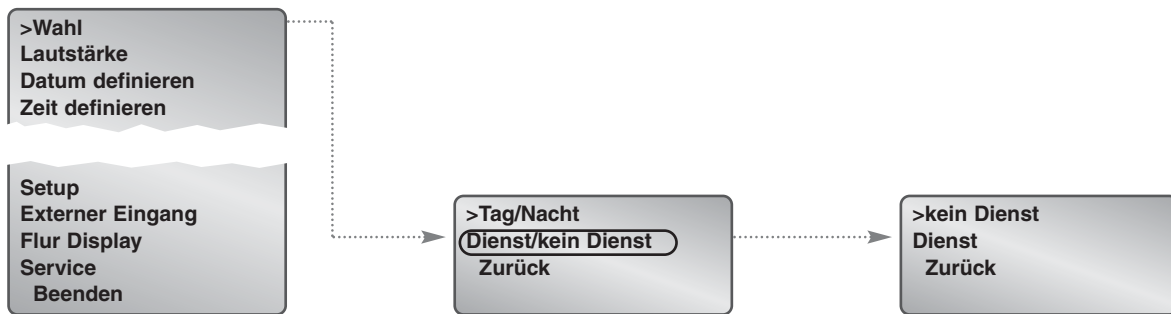 >Wahl
Lautstärke
Datum definieren
Zeit definieren
Setup
Externer Eingang
Flur Display
Service
Beenden
>Tag/Nacht
Dienst/kein Dienst
Zurück
>kein Dienst
Dienst
Zurück